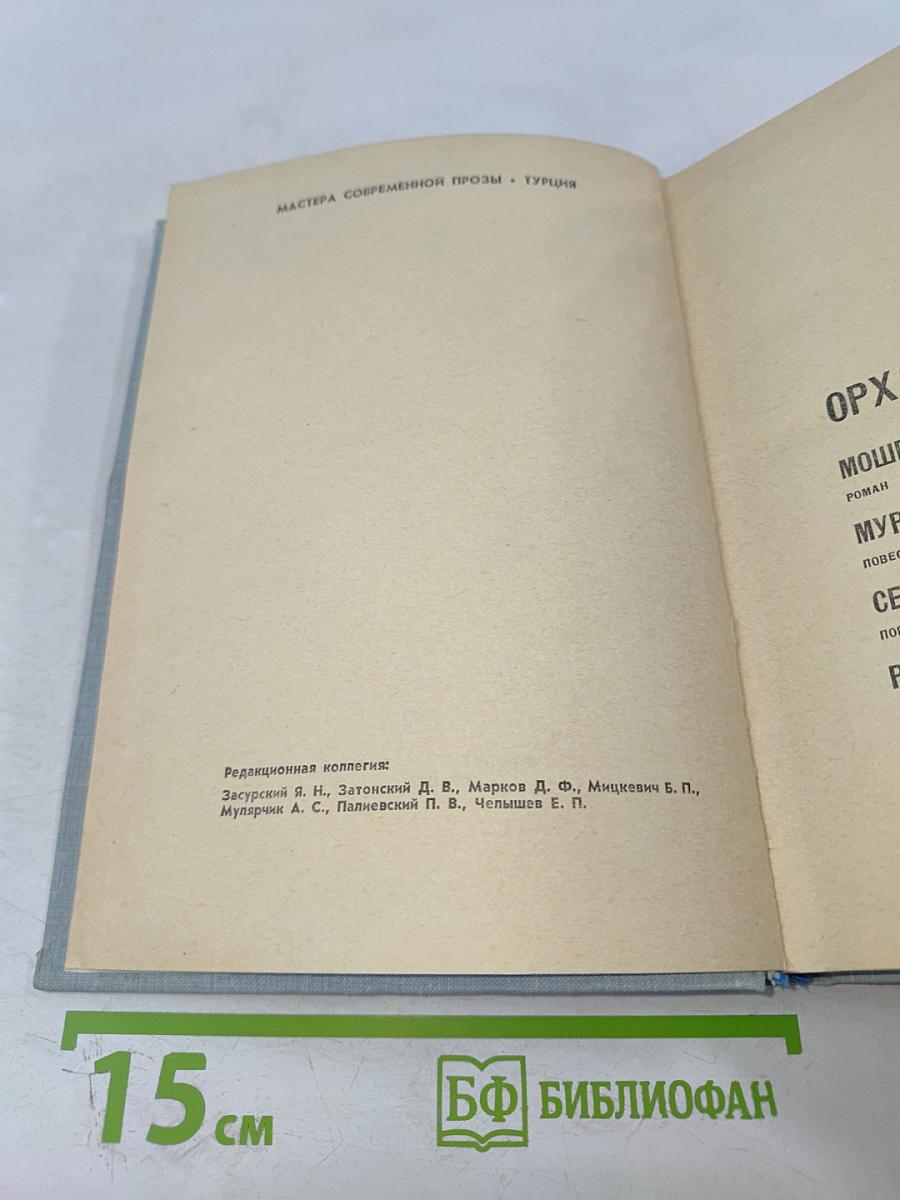 МАСТЕРА СОВРЕМЕННОЙ ПРОЗЫ • ТУРЦИЯ
Редакционная коллегия:
Засурский Я. Н., Затонский Д. В., Марков Д. Ф., Мицкевич Б. П.,
Мулярчик А. С., Палиевский П. В., Челышев Е. П.
ОРХ
РОМАН
15 см
БФ БИБЛИОФАН